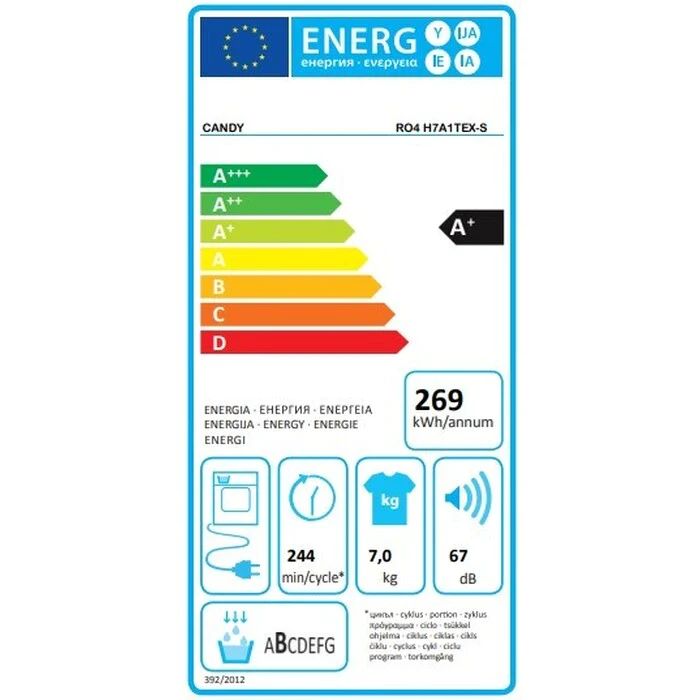 ENERG Y IJA IE IA
енергия · ενεργεια
CANDY RO4 H7A1TEX-S
A+++
A++
A+
A+
A
B
C
D
269
kWh/annum
ENERGIA · ЕНЕРГИЯ · ΕΝΕΡΓΕΙΑ
ENERGIJA · ENERGY · ENERGIE
ENERGI
kg
244
min/cycle*
7,0
kg
67
dB
ABCDEFG
*цикъл · cyklus · portion · zyklus
πρόγραμμα · ciclo · tsükkel
ohjelma · ciklus · ciklas · cikls
ċiklu · cyclus · cykl · ciclu
program · torkomgång
392/2012